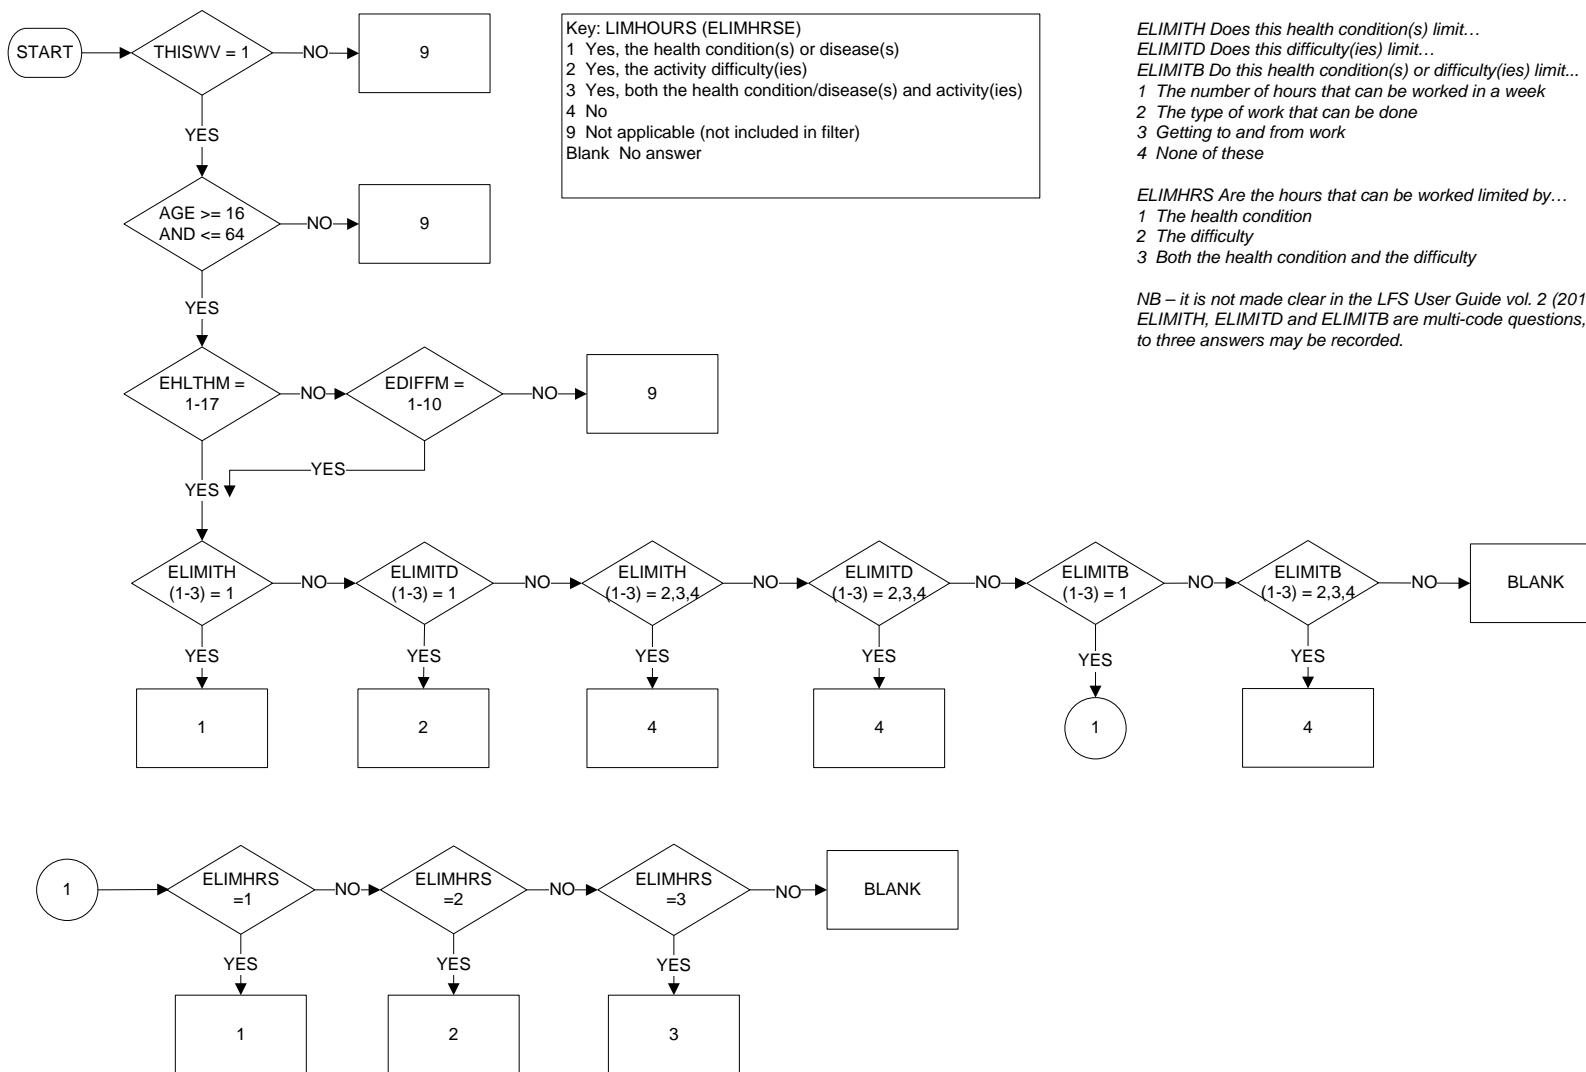 START
THISWV = 1
NO
9
YES
AGE >= 16
AND <= 64
NO
9
YES
EHLTHM =
1-17
NO
EDIFFM =
1-10
NO
9
YES
YES
Key: LIMHOURS (ELIMHRSE)
1 Yes, the health condition(s) or disease(s)
2 Yes, the activity difficulty(ies)
3 Yes, both the health condition/disease(s) and activity(ies)
4 No
9 Not applicable (not included in filter)
Blank No answer
ELIMITH Does this health condition(s) limit…
ELIMITD Does this difficulty(ies) limit…
ELIMITB Do this health condition(s) or difficulty(ies) limit...
1 The number of hours that can be worked in a week
2 The type of work that can be done
3 Getting to and from work
4 None of these
ELIMHRS Are the hours that can be worked limited by…
1 The health condition
2 The difficulty
3 Both the health condition and the difficulty
NB – it is not made clear in the LFS User Guide vol. 2 (201
ELIMITH, ELIMITD and ELIMITB are multi-code questions,
to three answers may be recorded.
ELIMITH
(1-3) = 1
NO
ELIMITD
(1-3) = 1
NO
ELIMITH
(1-3) = 2,3,4
NO
ELIMITD
(1-3) = 2,3,4
NO
ELIMITB
(1-3) = 1
NO
ELIMITB
(1-3) = 2,3,4
NO
BLANK
YES
YES
YES
YES
YES
YES
1
2
4
4
1
4
1
ELIMHRS
=1
NO
ELIMHRS
=2
NO
ELIMHRS
=3
NO
BLANK
YES
YES
YES
1
2
3